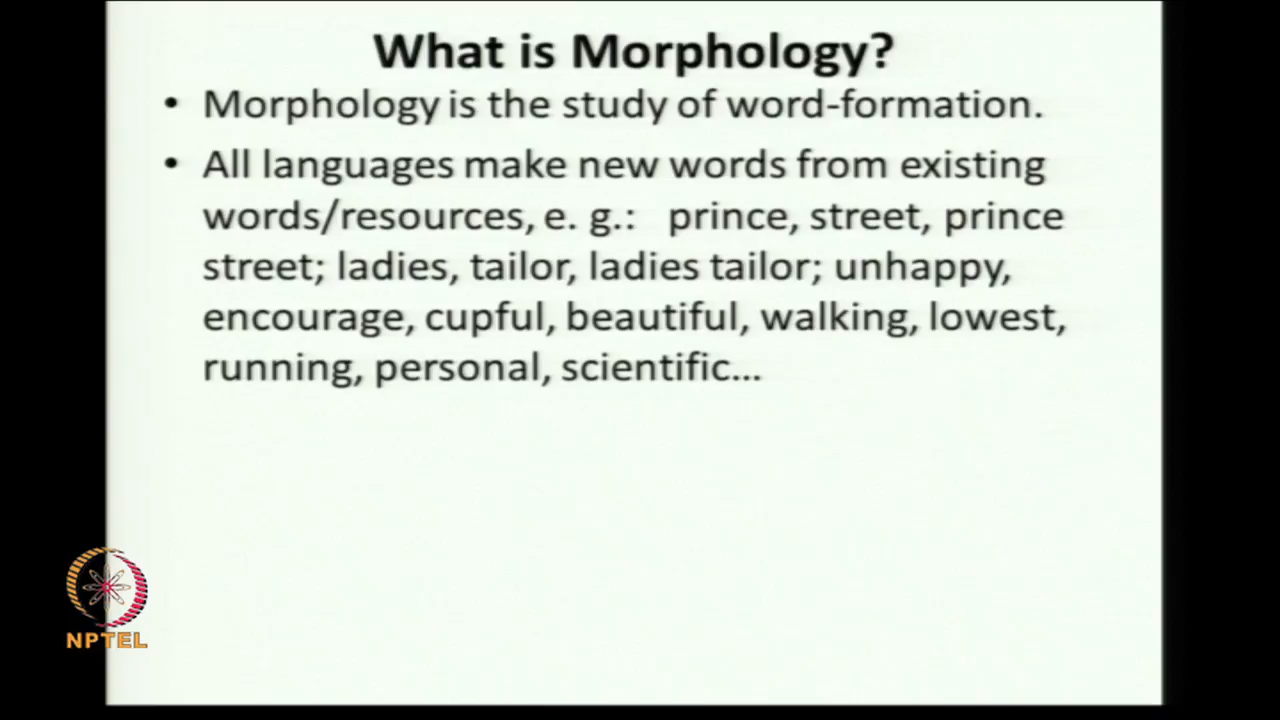 What is Morphology?
• Morphology is the study of word-formation.
• All languages make new words from existing
words/resources, e. g.: prince, street, prince
street; ladies, tailor, ladies tailor; unhappy,
encourage, cupful, beautiful, walking, lowest,
running, personal, scientific...
NPTEL